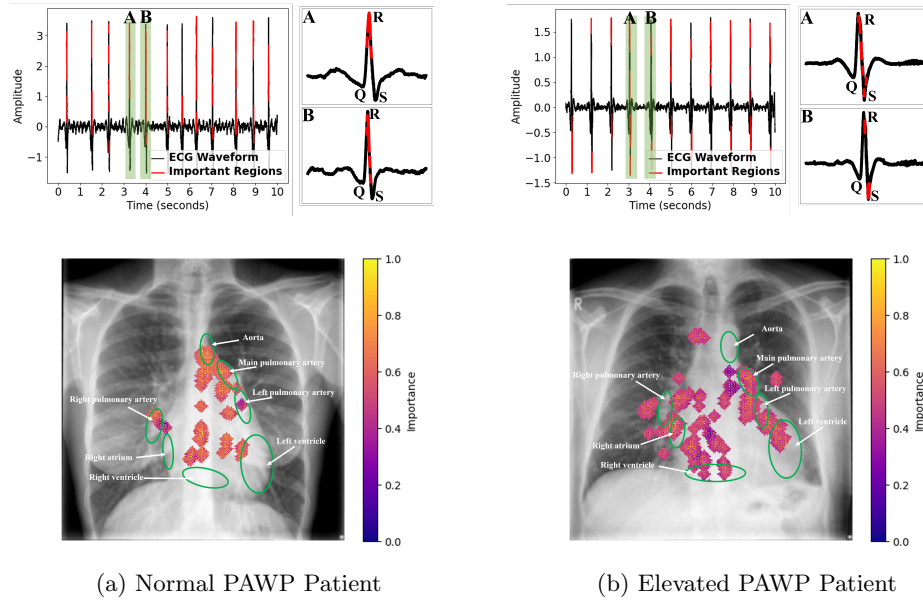 A B
3
2
1
0
−1
Amplitude
ECG Waveform
Important Regions
0 1 2 3 4 5 6 7 8 9 10
Time (seconds)
A
R
Q
S
B
R
Q
S
A B
1.5
1.0
0.5
0.0
−0.5
−1.0
−1.5
Amplitude
ECG Waveform
Important Regions
0 1 2 3 4 5 6 7 8 9 10
Time (seconds)
A
R
Q
S
B
R
Q
S
Aorta
Main pulmonary artery
Left pulmonary artery
Right pulmonary artery
Left ventricle
Right atrium
Right ventricle
1.0
0.8
0.6
0.4
0.2
0.0
Importance
R
Aorta
Main pulmonary artery
Right pulmonary artery
Left pulmonary artery
Left ventricle
Right atrium
Right ventricle
1.0
0.8
0.6
0.4
0.2
0.0
Importance
(a) Normal PAWP Patient
(b) Elevated PAWP Patient